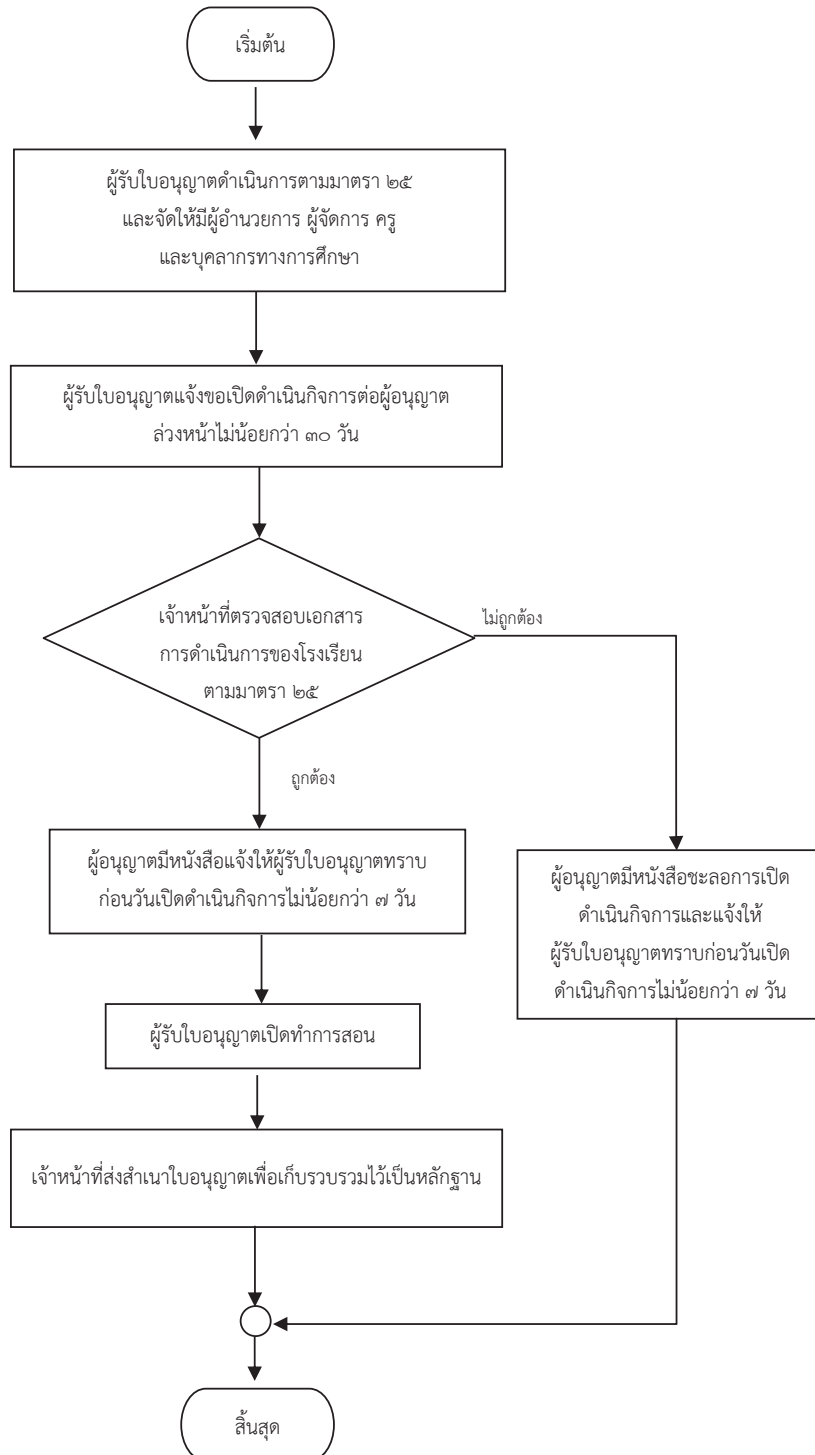 เริ่มต้น
ผู้รับใบอนุญาตดำเนินการตามมาตรา ๒๕
และจัดให้มีผู้อำนวยการ ผู้จัดการ ครู
และบุคลากรทางการศึกษา
ผู้รับใบอนุญาตแจ้งขอเปิดดำเนินกิจการต่อผู้อนุญาต
ล่วงหน้าไม่น้อยกว่า ๓๐ วัน
เจ้าหน้าที่ตรวจสอบเอกสาร
การดำเนินการของโรงเรียน
ตามมาตรา ๒๕
ไม่ถูกต้อง
ถูกต้อง
ผู้อนุญาตมีหนังสือแจ้งให้ผู้รับใบอนุญาตทราบ
ก่อนวันเปิดดำเนินกิจการไม่น้อยกว่า ๗ วัน
ผู้อนุญาตมีหนังสือชะลอการเปิด
ดำเนินกิจการและแจ้งให้
ผู้รับใบอนุญาตทราบก่อนวันเปิด
ดำเนินกิจการไม่น้อยกว่า ๗ วัน
ผู้รับใบอนุญาตเปิดทำการสอน
เจ้าหน้าที่ส่งสำเนาใบอนุญาตเพื่อเก็บรวบรวมไว้เป็นหลักฐาน
สิ้นสุด